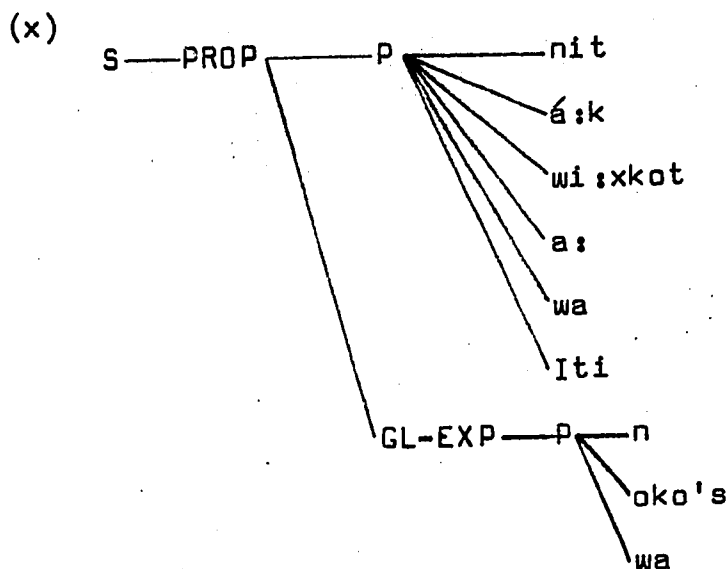 (x)
S PROP P nit
á:k
wi:xkot
a:
wa
Iti
GL-EXP P n
oko's
wa